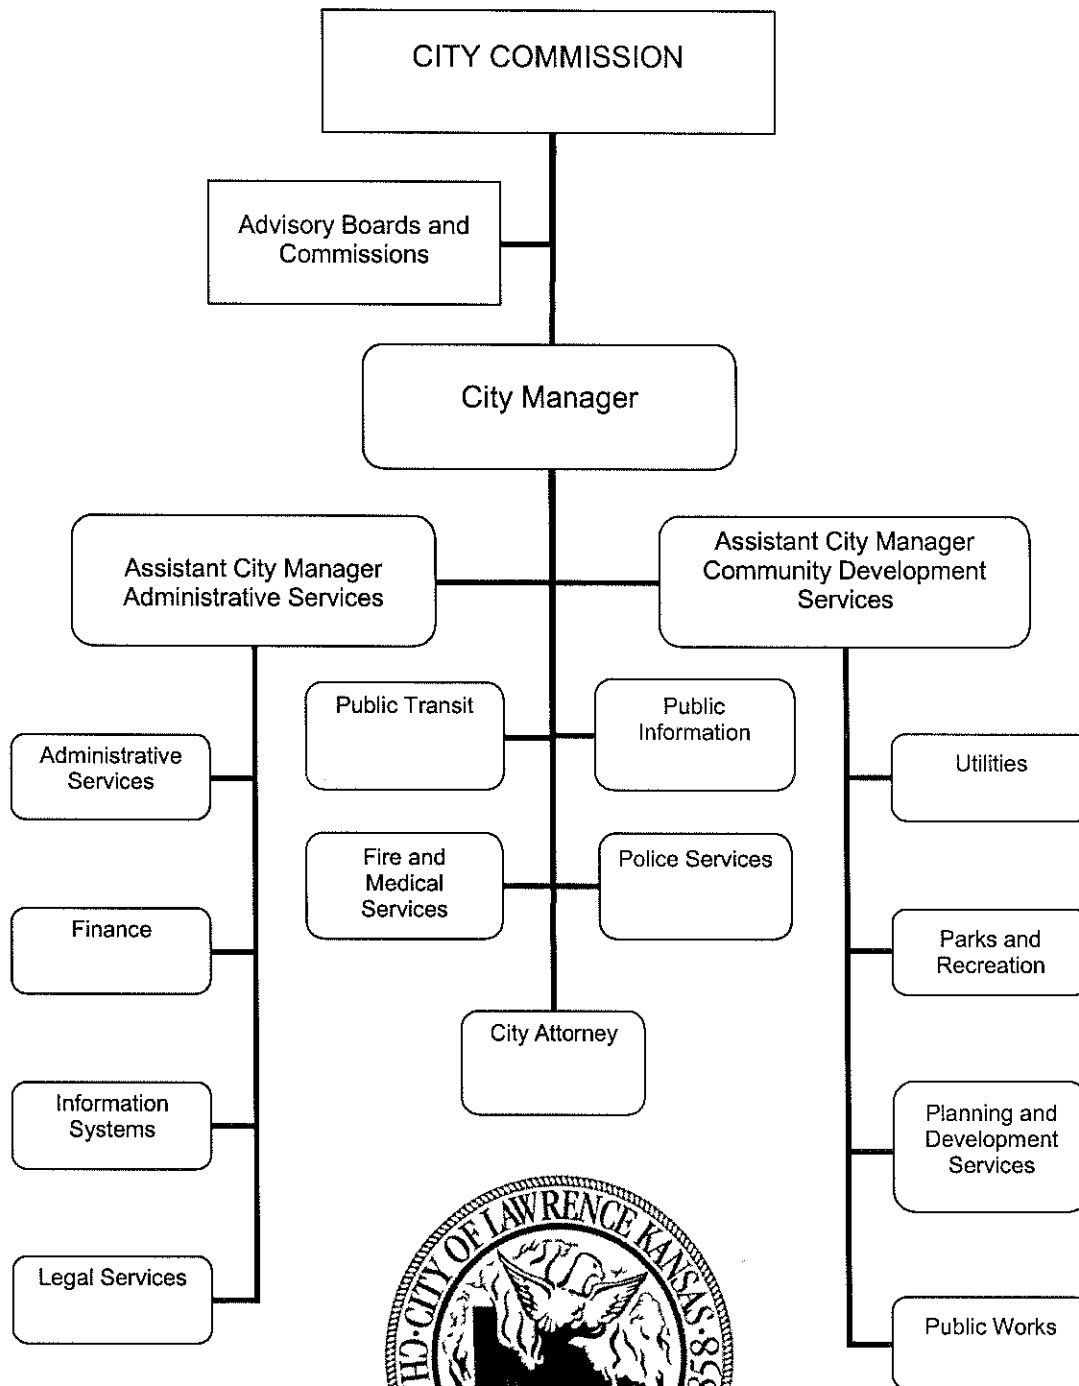 CITY COMMISSION
Advisory Boards and
Commissions
City Manager
Assistant City Manager
Administrative Services
Assistant City Manager
Community Development
Services
Public Transit
Public
Information
Administrative
Services
Utilities
Fire and
Medical
Services
Police Services
Finance
Parks and
Recreation
City Attorney
Information
Systems
Planning and
Development
Services
Legal Services
Public Works
CITY OF LAWRENCE KANSAS